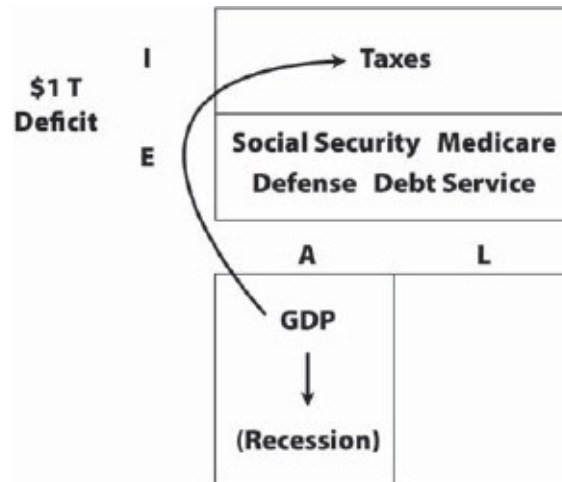 I
Taxes
$1 T
Deficit
E
Social Security Medicare
Defense Debt Service
A L
GDP
(Recession)